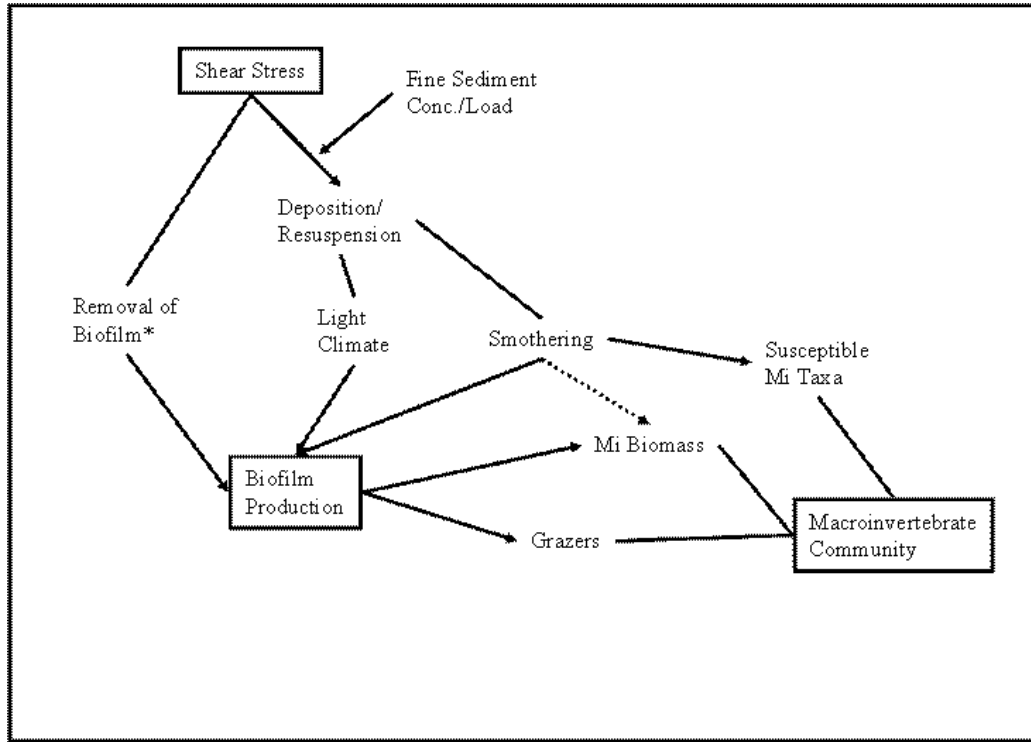 Shear Stress
Fine Sediment
Conc./Load
Deposition/
Resuspension
Removal of
Biofilm*
Light
Climate
Smothering
Susceptible
Mi Taxa
Mi Biomass
Biofilm
Production
Grazers
Macroinvertebrate
Community